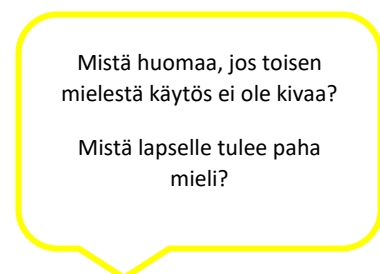 Mistä huomaa, jos toisen
mielestä käytös ei ole kivaa?
Mistä lapselle tulee paha
mieli?